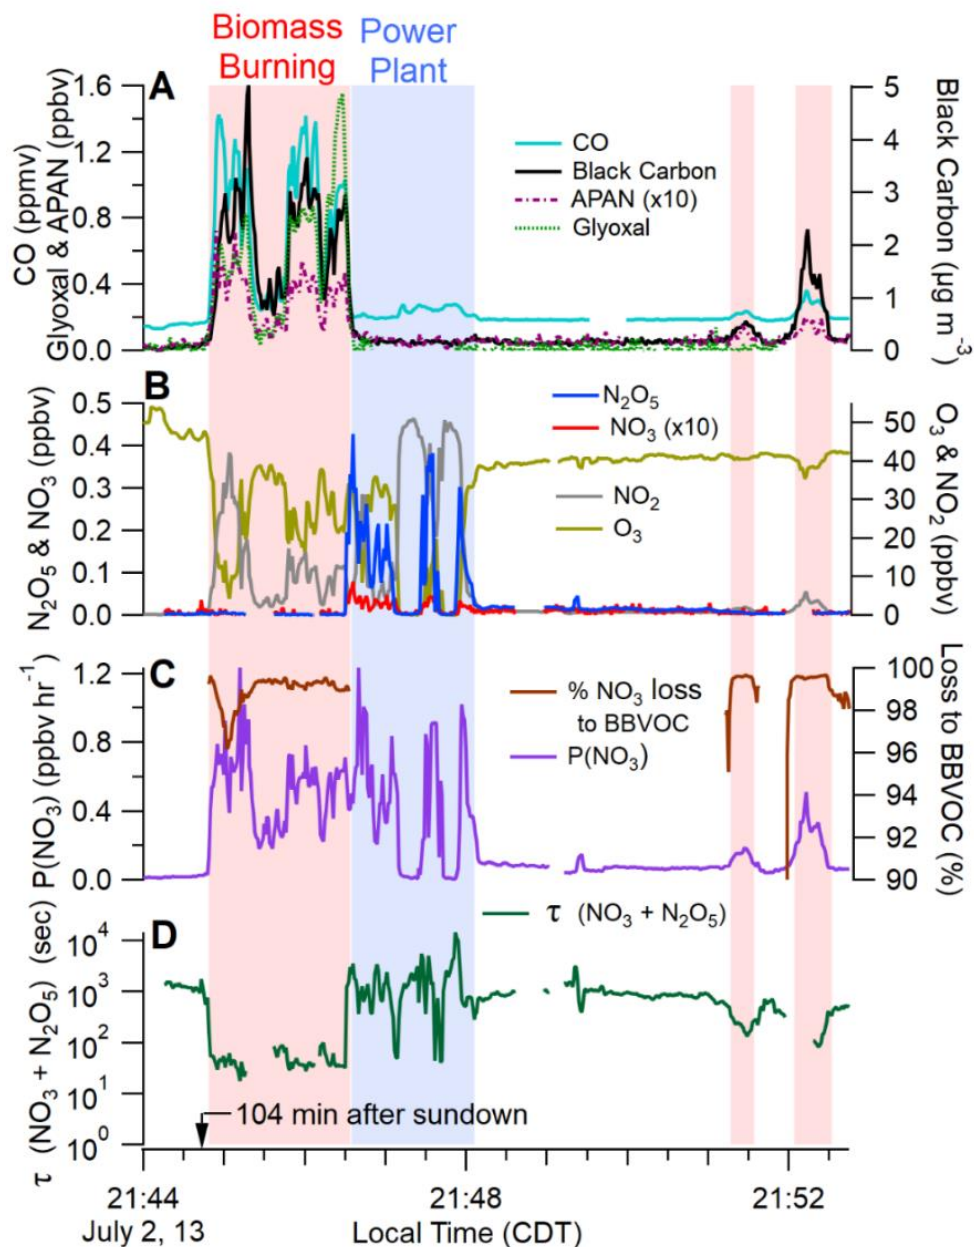 Biomass
Burning
Power
Plant
A
CO (ppmv)
Glyoxal & APAN (ppbv)
1.6
1.2
0.8
0.4
0.0
CO
Black Carbon
APAN (x10)
Glyoxal
5
4
3
2
1
0
Black Carbon (µg m⁻³)
B
N₂O₅ & NO₃ (ppbv)
0.5
0.4
0.3
0.2
0.1
0.0
N₂O₅
NO₃ (x10)
NO₂
O₃
50
40
30
20
10
0
O₃ & NO₂ (ppbv)
C
P(NO₃) (ppbv hr⁻¹)
1.2
0.8
0.4
0.0
% NO₃ loss
to BBVOC
P(NO₃)
100
98
96
94
92
90
Loss to BBVOC (%)
D
τ (NO₃ + N₂O₅) (sec)
10⁴
10³
10²
10¹
10⁰
τ (NO₃ + N₂O₅)
104 min after sundown
21:44
21:48
21:52
July 2, 13
Local Time (CDT)